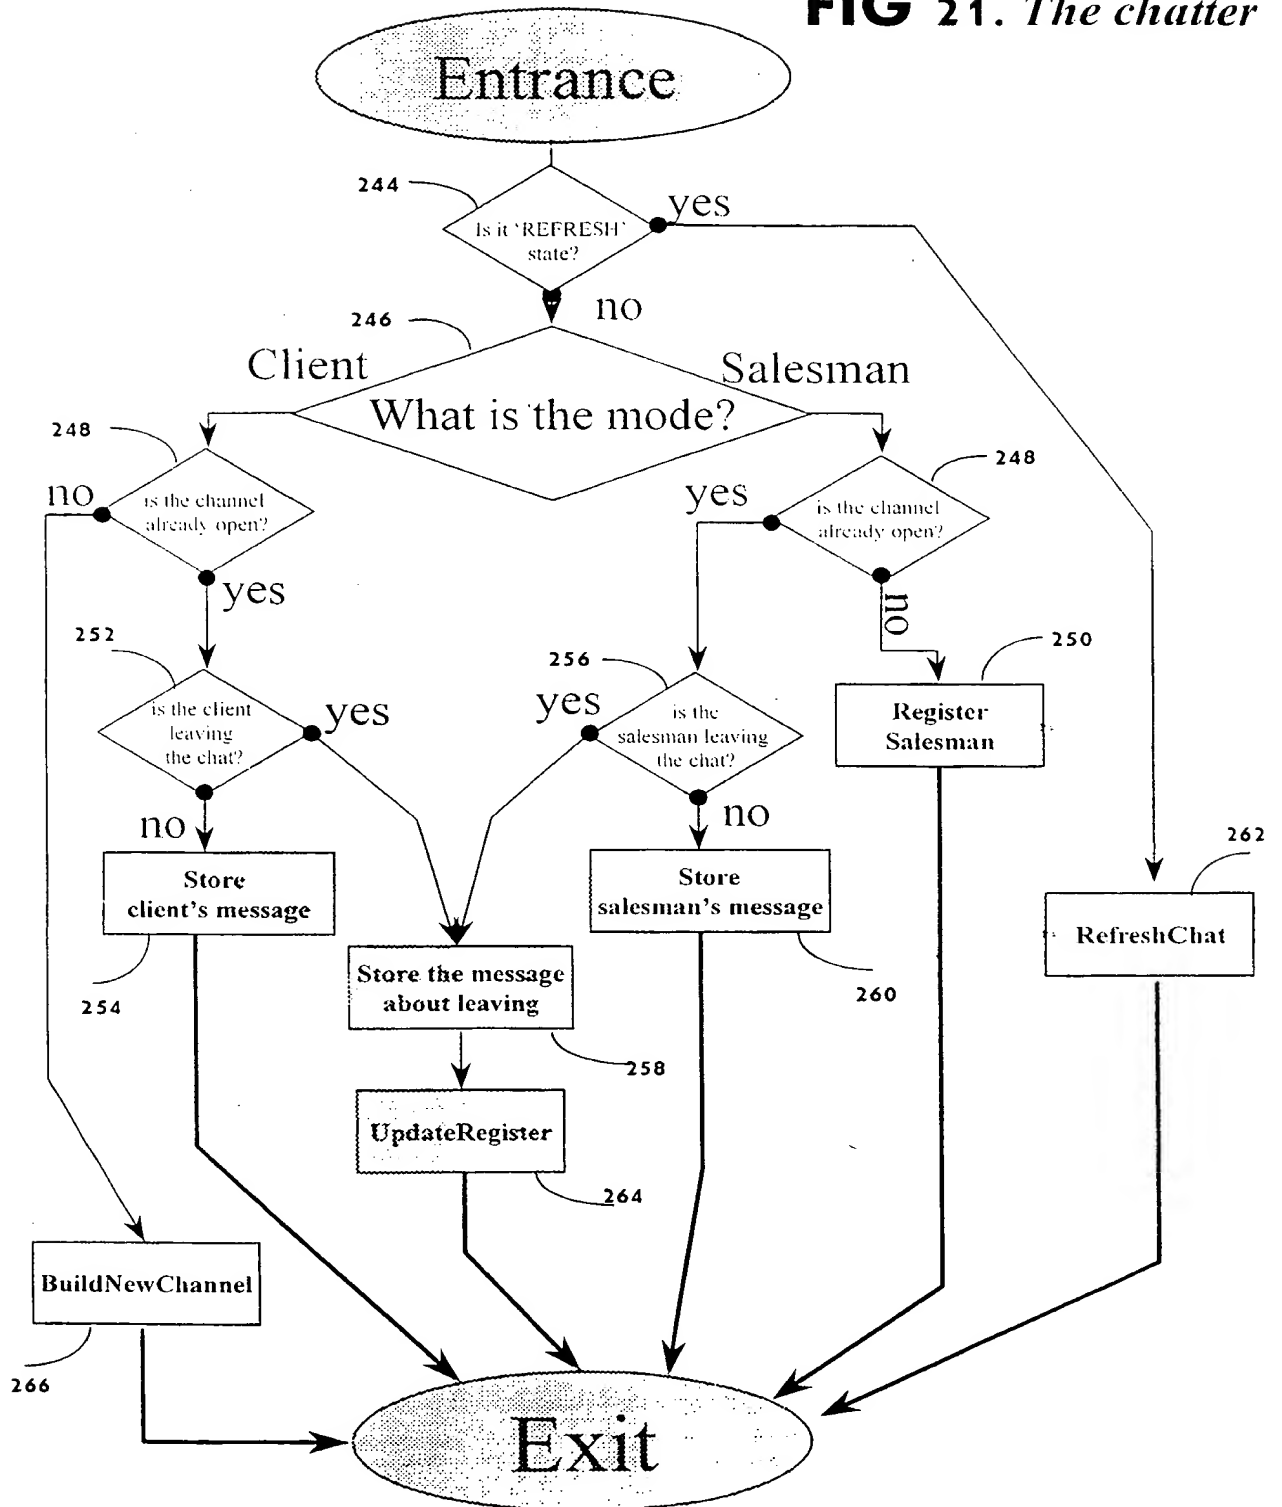 FIG 21. The chatter
Entrance
244
Is it 'REFRESH'
state?
yes
no
246
Client
Salesman
What is the mode?
248
no
is the channel
already open?
yes
248
yes
is the channel
already open?
no
252
is the client
leaving
the chat?
yes
no
256
yes
is the
salesman leaving
the chat?
no
250
Register
Salesman
262
RefreshChat
Store
client's message
254
Store
salesman's message
260
Store the message
about leaving
258
UpdateRegister
264
BuildNewChannel
266
Exit